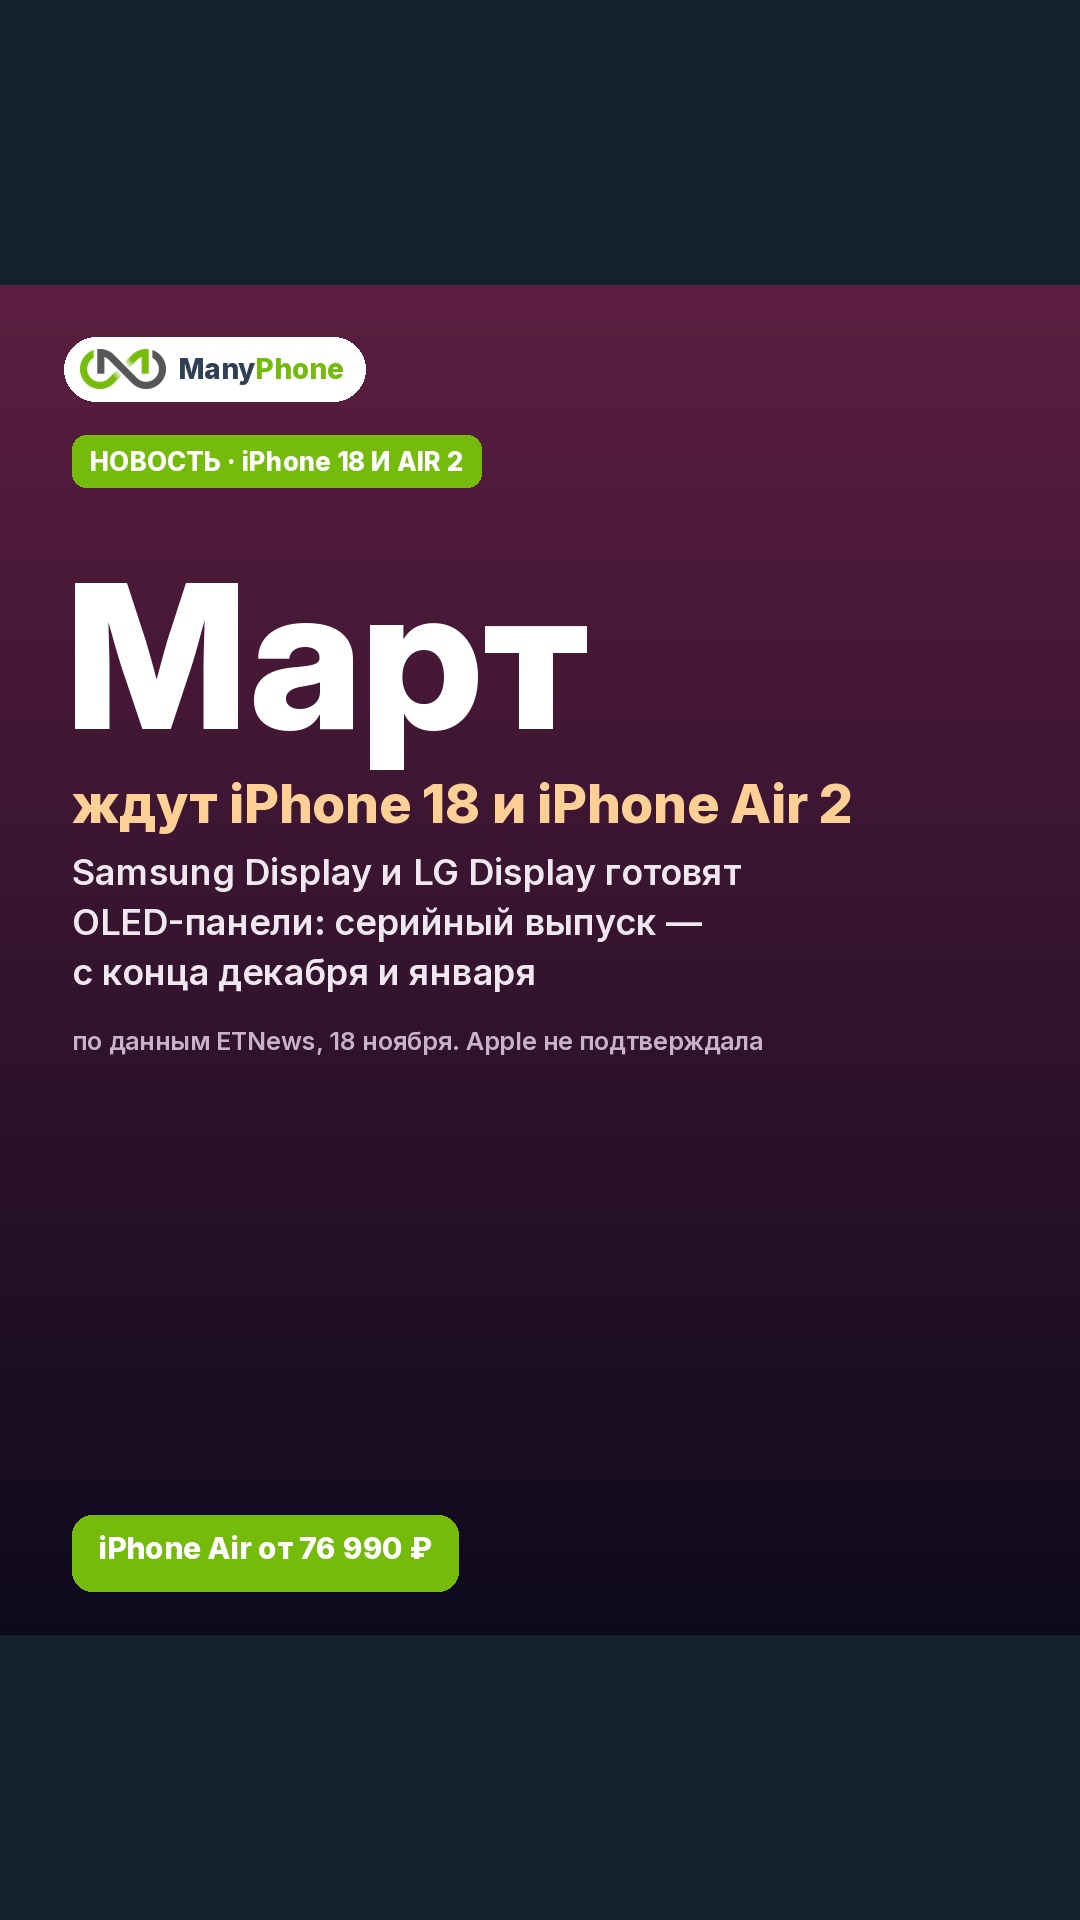 ManyPhone
НОВОСТЬ · iPhone 18 И AIR 2
Март
ждут iPhone 18 и iPhone Air 2
Samsung Display и LG Display готовят
OLED-панели: серийный выпуск —
с конца декабря и января
по данным ETNews, 18 ноября. Apple не подтверждала
iPhone Air от 76 990 ₽